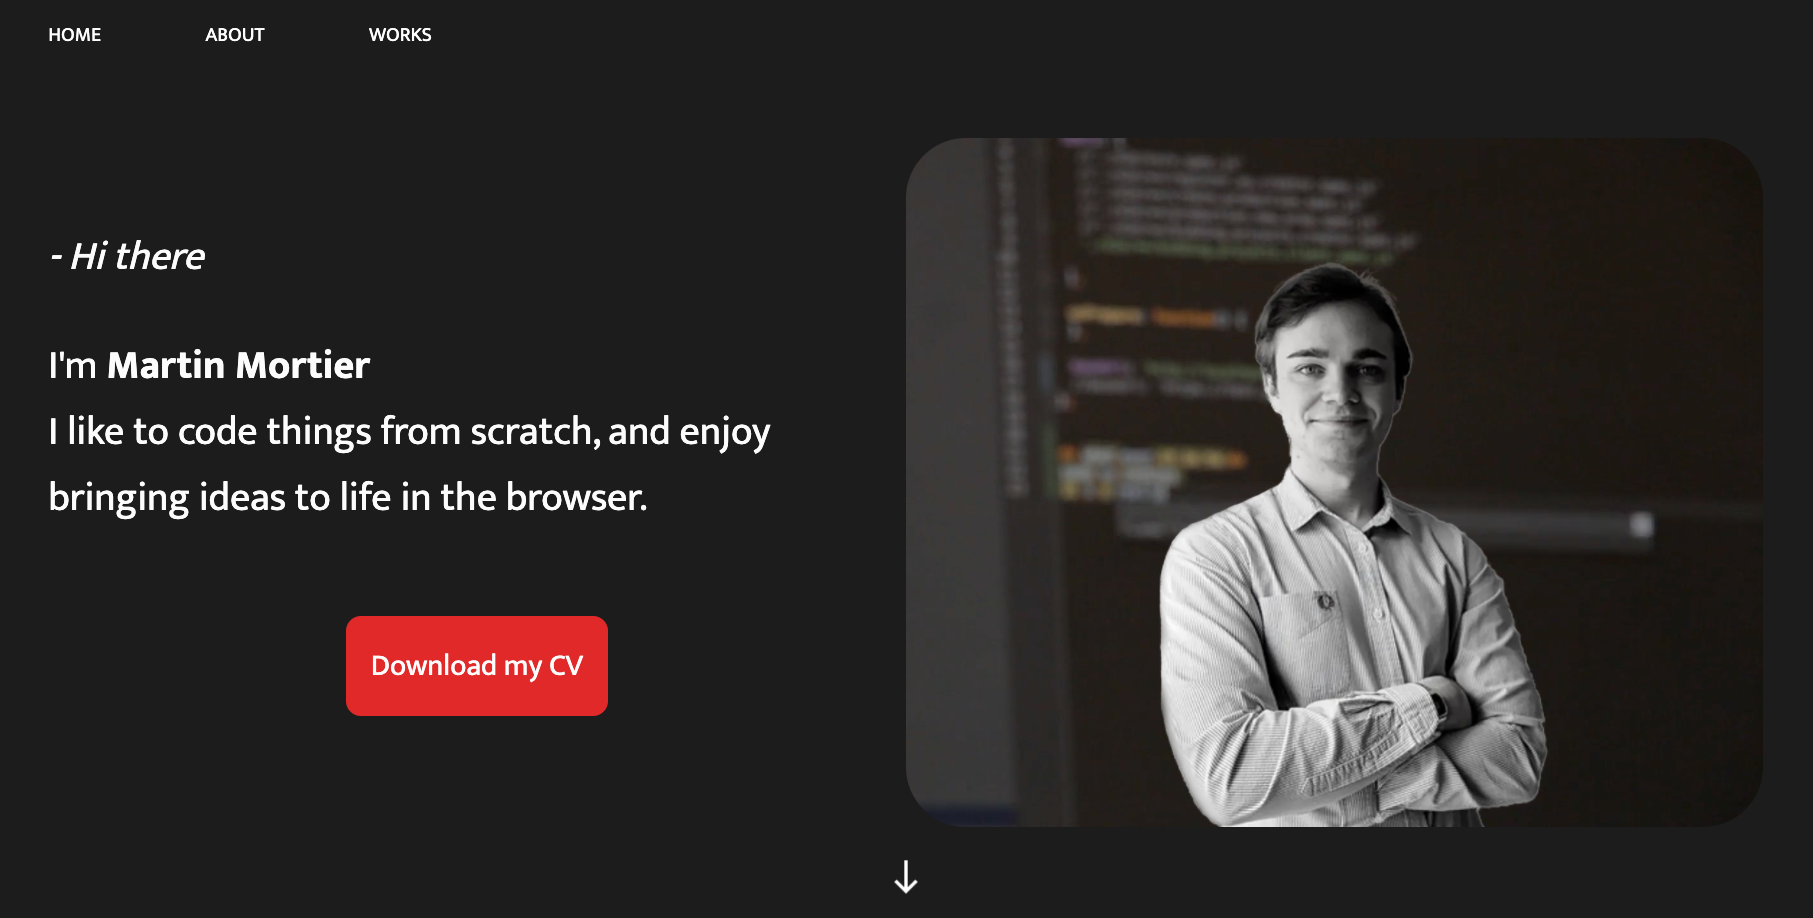 HOME
ABOUT
WORKS
- Hi there
I'm Martin Mortier
I like to code things from scratch, and enjoy
bringing ideas to life in the browser.
Download my CV